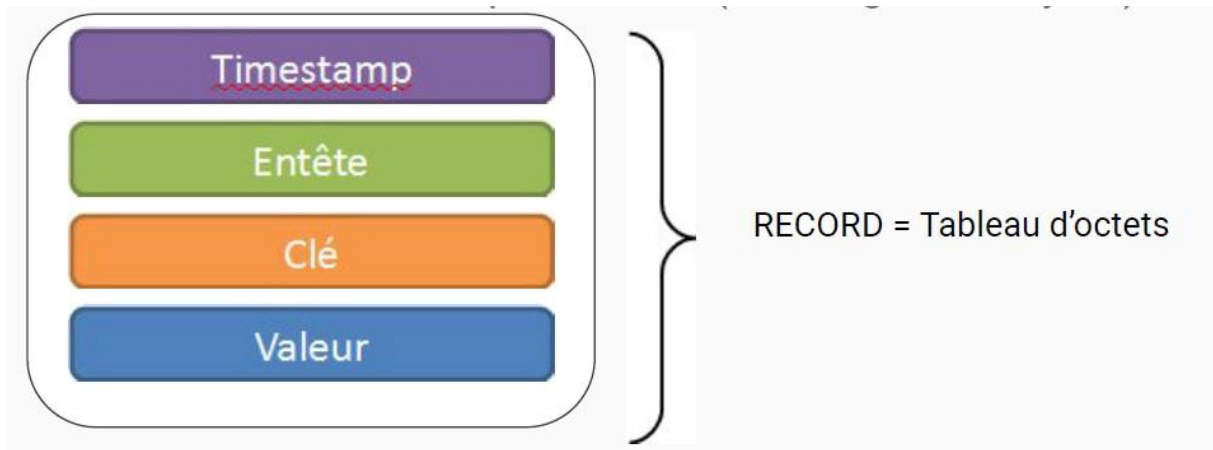 Timestamp
Entête
Clé
Valeur
RECORD = Tableau d'octets